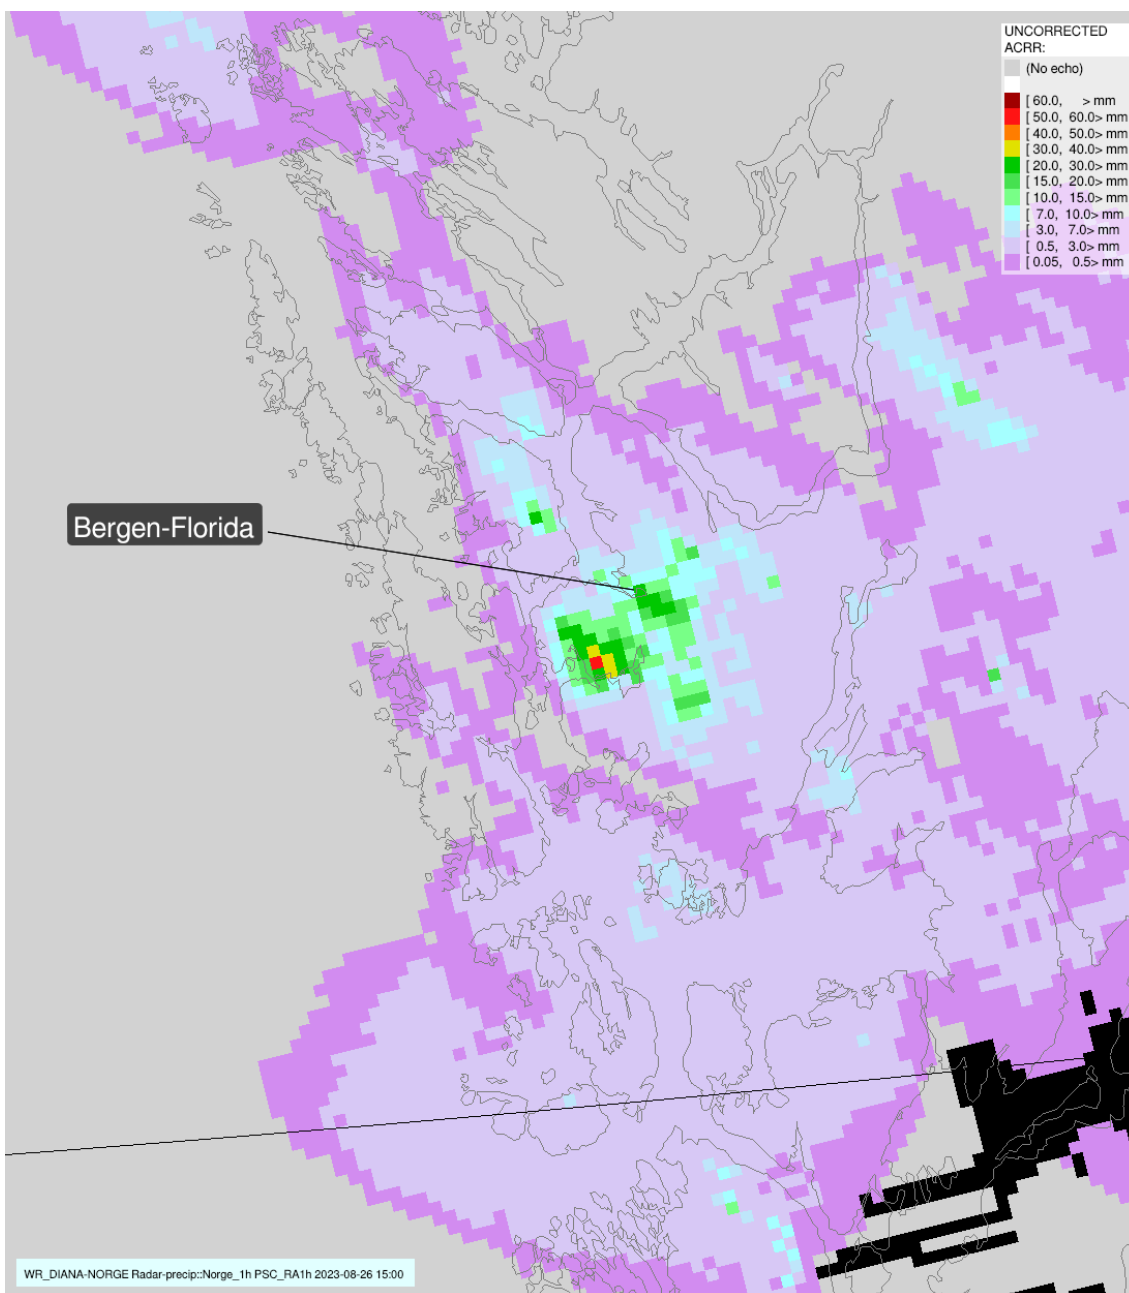 UNCORRECTED
ACRR:
(No echo)
[ 60.0, > mm
[ 50.0, 60.0> mm
[ 40.0, 50.0> mm
[ 30.0, 40.0> mm
[ 20.0, 30.0> mm
[ 15.0, 20.0> mm
[ 10.0, 15.0> mm
[ 7.0, 10.0> mm
[ 3.0, 7.0> mm
[ 0.5, 3.0> mm
[ 0.05, 0.5> mm
Bergen-Florida
WR_DIANA-NORGE Radar-precip::Norge_1h PSC_RA1h 2023-08-26 15:00